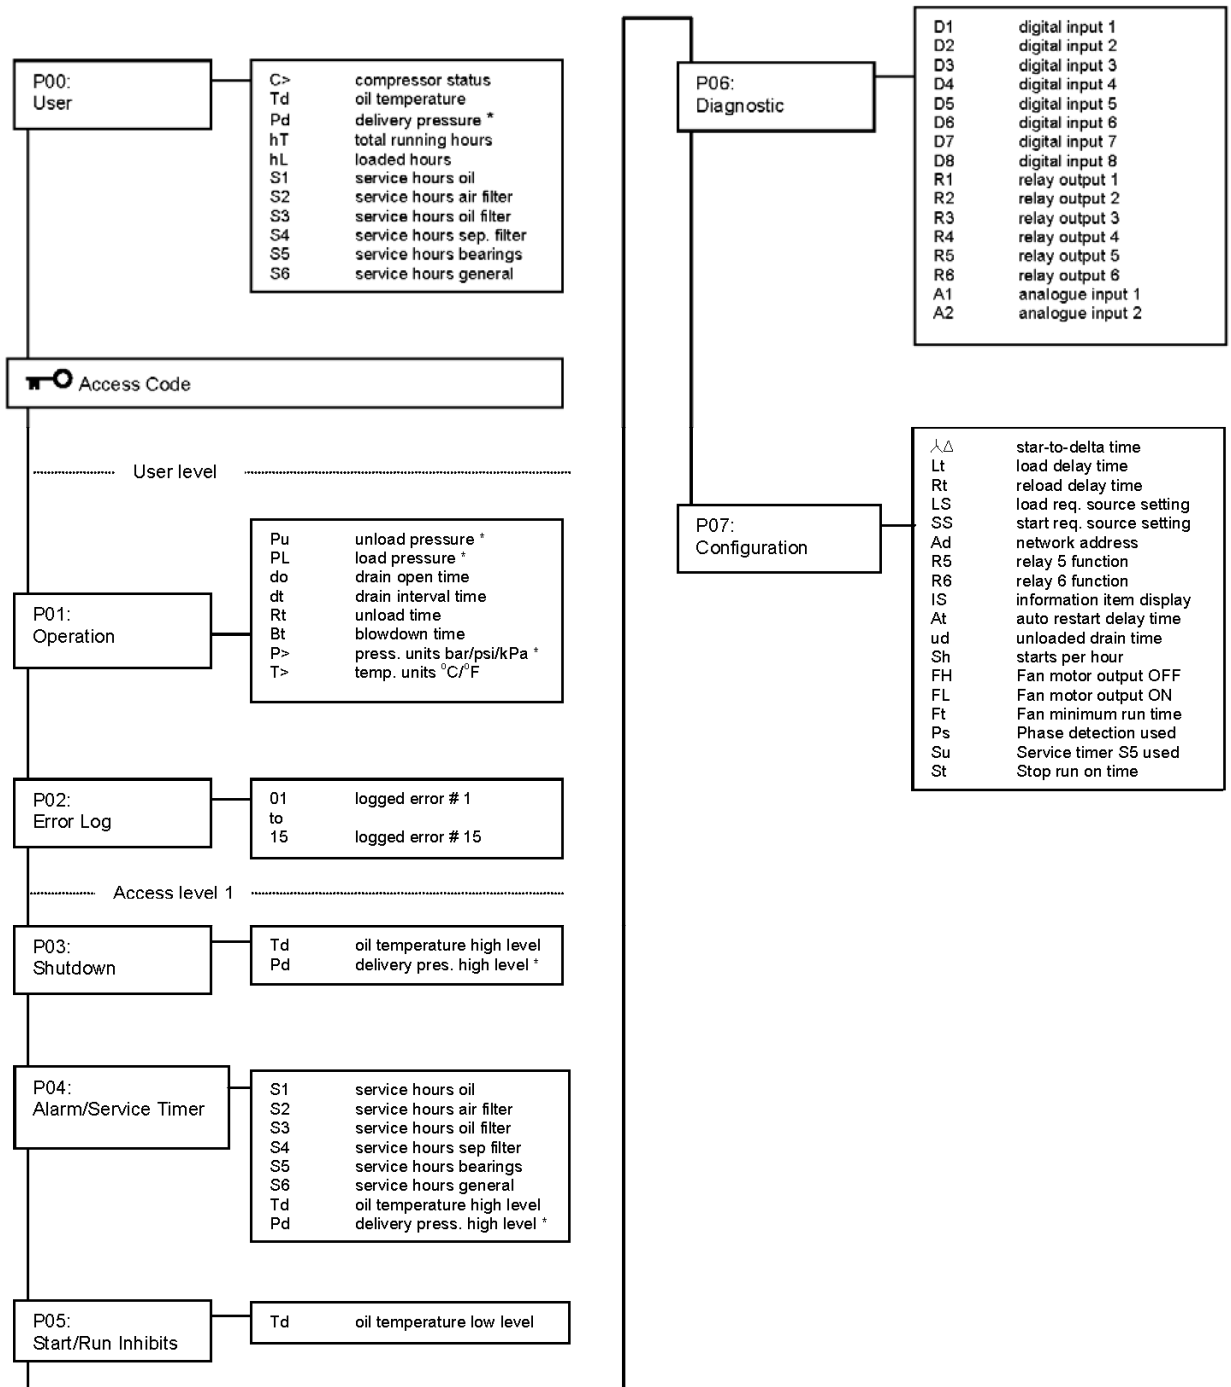 P00:
User
C> compressor status
Td oil temperature
Pd delivery pressure *
hT total running hours
hL loaded hours
S1 service hours oil
S2 service hours air filter
S3 service hours oil filter
S4 service hours sep. filter
S5 service hours bearings
S6 service hours general
Access Code
User level
P01:
Operation
Pu unload pressure *
PL load pressure *
do drain open time
dt drain interval time
Rt unload time
Bt blowdown time
P> press. units bar/psi/kPa *
T> temp. units °C/°F
P02:
Error Log
01 logged error # 1
to
15 logged error # 15
Access level 1
P03:
Shutdown
Td oil temperature high level
Pd delivery pres. high level *
P04:
Alarm/Service Timer
S1 service hours oil
S2 service hours air filter
S3 service hours oil filter
S4 service hours sep filter
S5 service hours bearings
S6 service hours general
Td oil temperature high level
Pd delivery press. high level *
P05:
Start/Run Inhibits
Td oil temperature low level
P06:
Diagnostic
D1 digital input 1
D2 digital input 2
D3 digital input 3
D4 digital input 4
D5 digital input 5
D6 digital input 6
D7 digital input 7
D8 digital input 8
R1 relay output 1
R2 relay output 2
R3 relay output 3
R4 relay output 4
R5 relay output 5
R6 relay output 6
A1 analogue input 1
A2 analogue input 2
P07:
Configuration
⅄Δ star-to-delta time
Lt load delay time
Rt reload delay time
LS load req. source setting
SS start req. source setting
Ad network address
R5 relay 5 function
R6 relay 6 function
IS information item display
At auto restart delay time
ud unloaded drain time
Sh starts per hour
FH Fan motor output OFF
FL Fan motor output ON
Ft Fan minimum run time
Ps Phase detection used
Su Service timer S5 used
St Stop run on time